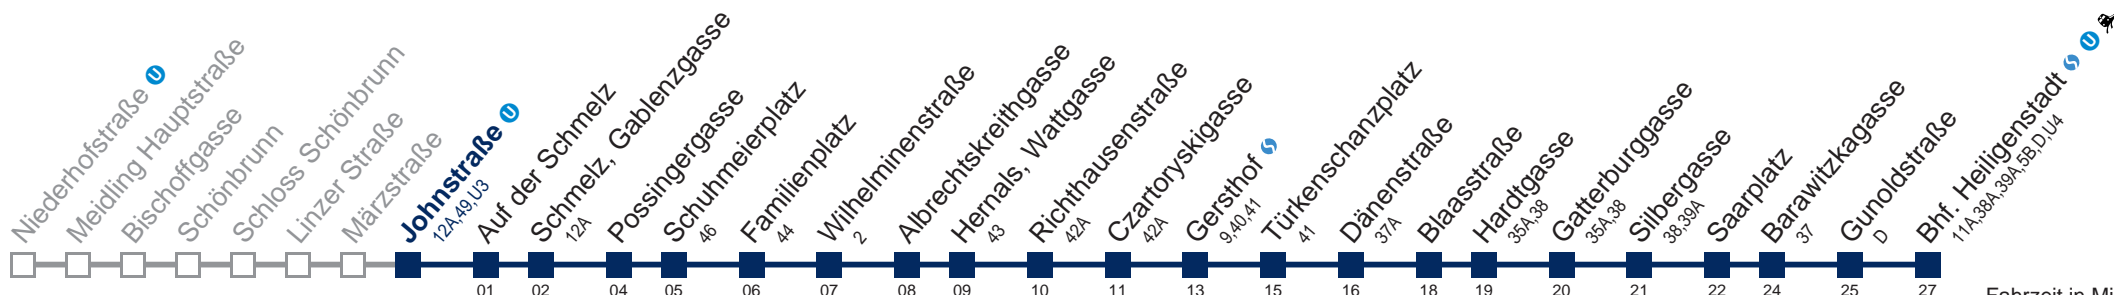 Niederhofstraße U
Meidling Hauptstraße
Bischoffgasse
Schönbrunn
Schloss Schönbrunn
Linzer Straße
Märzstraße
Johnstraße U
12A,49,U3
Auf der Schmelz
01
Schmelz, Gablenzgasse
12A
02
Possingergasse
04
Schuhmeierplatz
46
05
Familienplatz
44
06
Wilhelminenstraße
2
07
Albrechtskreithgasse
08
Hernals, Wattgasse
43
09
Richthausenstraße
42A
10
Czartoryskigasse
42A
11
Gersthof S
9,40,41
13
Türkenschanzplatz
41
15
Dänenstraße
37A
16
Blaasstraße
18
Hardtgasse
35A,38
19
Gatterburggasse
35A,38
20
Silbergasse
38,39A
21
Saarplatz
22
Barawitzkagasse
37
24
Gunoldstraße
D
25
Bhf. Heiligenstadt S U
11A,38A,39A,5B,D,U4
27
Fahrzeit in Mi